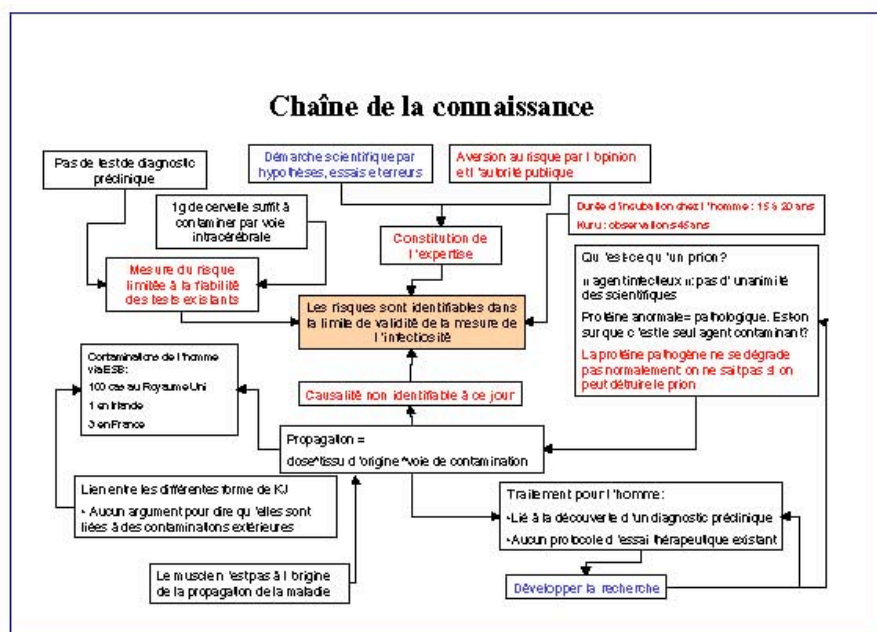 Chaîne de la connaissance
Pas de test de diagnostic
préclinique
Démarche scientifique par
hypothèses, essais et erreurs
Aversion au risque par l'opinion
et l'autorité publique
1g de cervelle suffit à
contaminer par voie
intracérébrale
Durée d'incubation chez l'homme : 15 à 20 ans
Kuru : observations 45 ans
Constitution de
l'expertise
Mesure du risque
limitée à la fiabilité
des tests existants
Qu'est-ce qu'un prion ?
« agent infectieux »: pas d'unanimité
des scientifiques
Protéine anormale= pathologique. Est-on
sur que c'est le seul agent contaminant?
La protéine pathogène ne se dégrade
pas normalement: on ne sait pas si on
peut détruire le prion
Les risques sont identifiables dans
la limite de validité de la mesure de
l'infectiosité
Contaminations de l'homme
via ESB:
100 cas au Royaume Uni
1 en Irlande
3 en France
Causalité non identifiable à ce jour
Propagation =
dose*tissu d'origine*voie de contamination
Lien entre les différentes forme de KJ
• Aucun argument pour dire qu'elles sont
liées à des contaminations extérieures
Traitement pour l'homme:
•Lié à la découverte d'un diagnostic préclinique
•Aucun protocole d'essai thérapeutique existant
Le muscle n'est pas à l'origine
de la propagation de la maladie
Développer la recherche